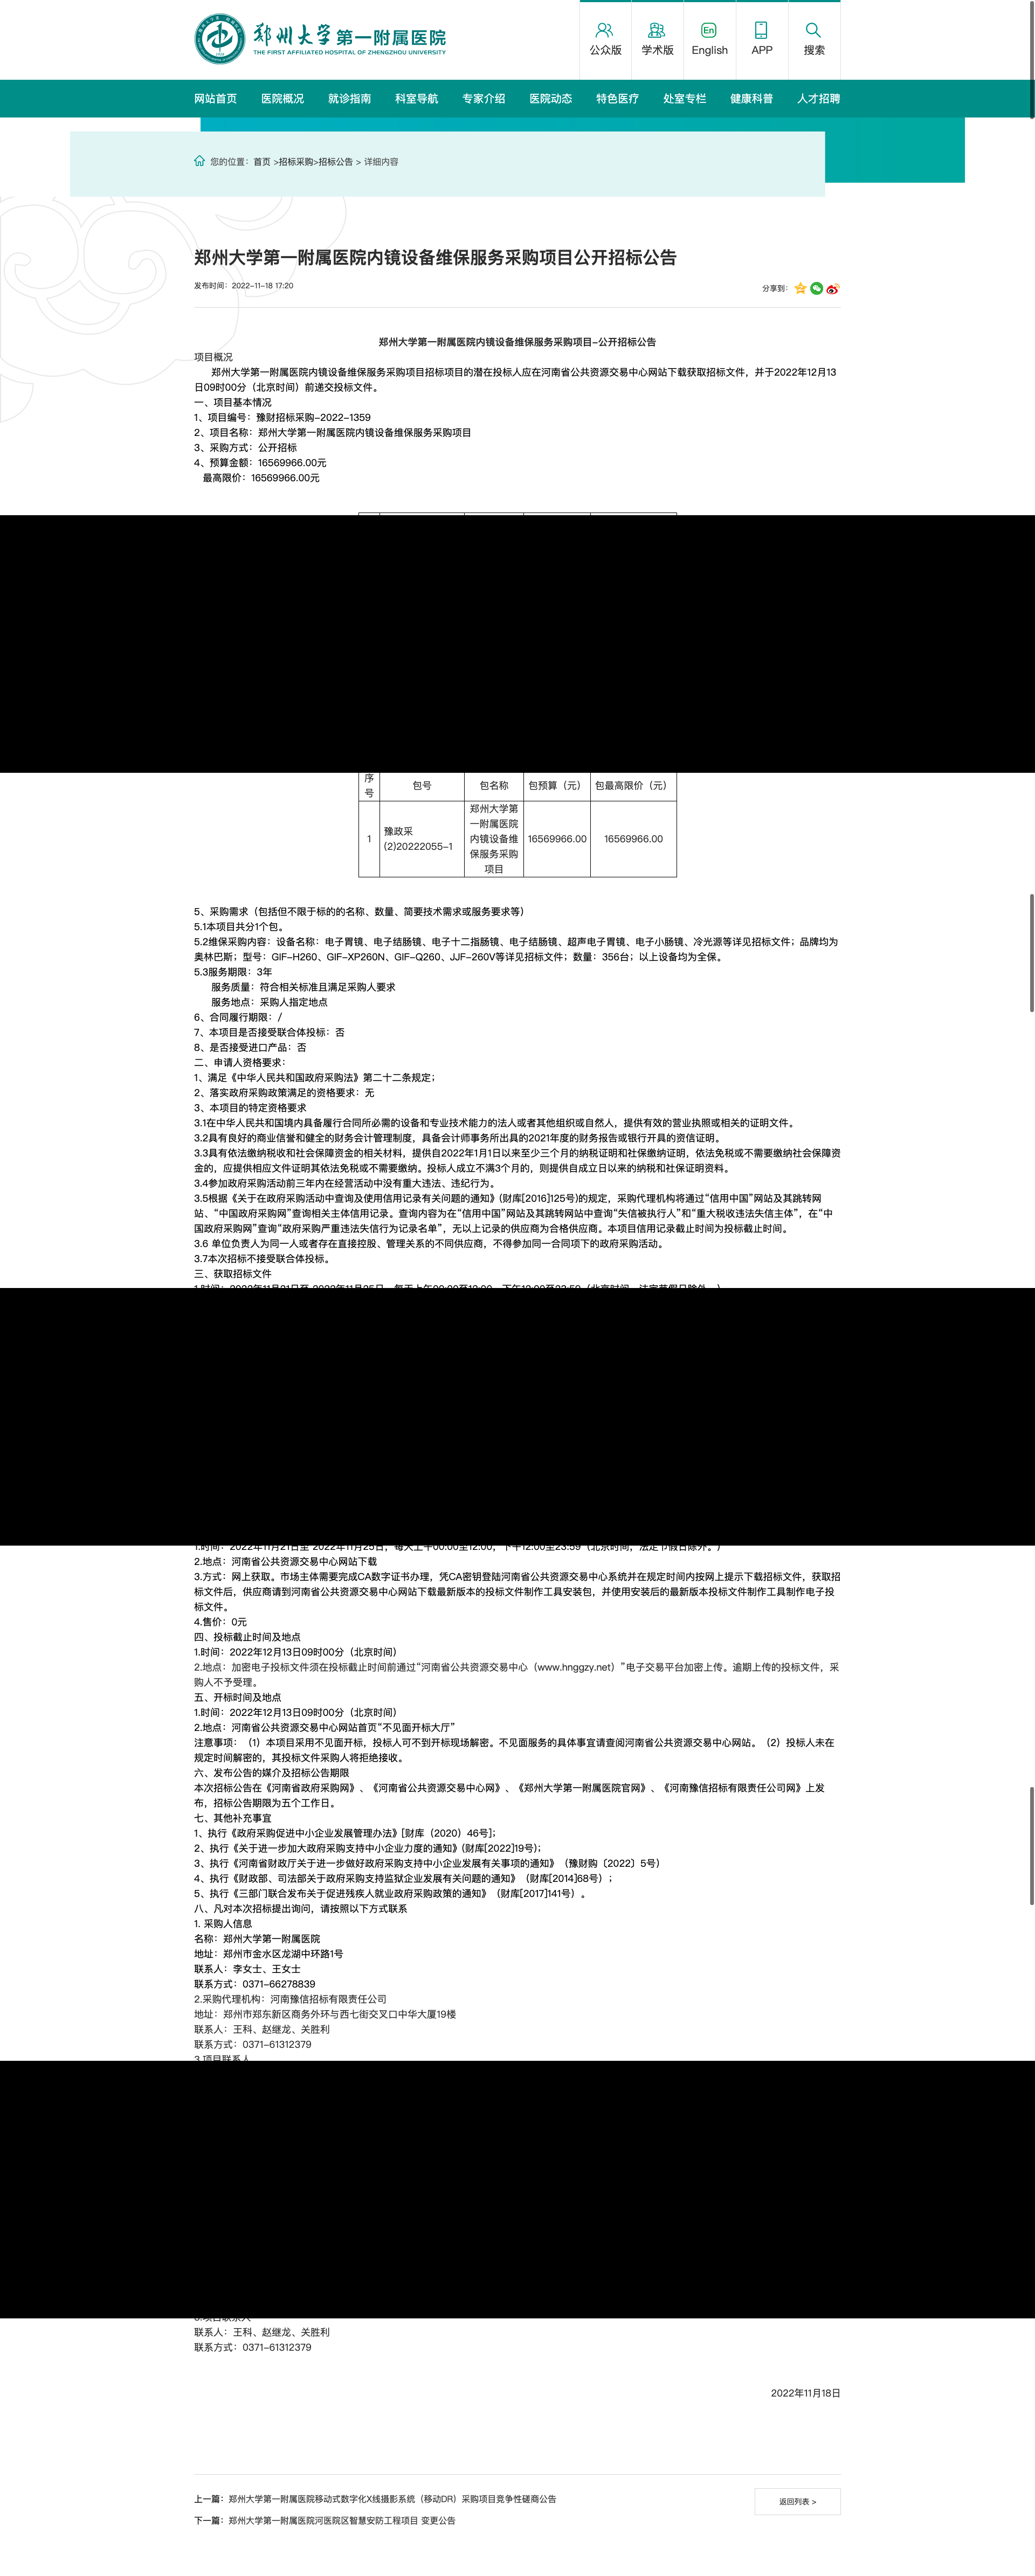 郑州大学第一附属医院
THE FIRST AFFILIATED HOSPITAL OF ZHENGZHOU UNIVERSITY
公众版
学术版
En
English
APP
搜索
网站首页 医院概况 就诊指南 科室导航 专家介绍 医院动态 特色医疗 处室专栏 健康科普 人才招聘
您的位置：首页 >招标采购>招标公告 > 详细内容
郑州大学第一附属医院内镜设备维保服务采购项目公开招标公告
发布时间：2022-11-18 17:20
分享到：
郑州大学第一附属医院内镜设备维保服务采购项目-公开招标公告
项目概况
郑州大学第一附属医院内镜设备维保服务采购项目招标项目的潜在投标人应在河南省公共资源交易中心网站下载获取招标文件，并于2022年12月13
日09时00分（北京时间）前递交投标文件。
一、项目基本情况
1、项目编号：豫财招标采购-2022-1359
2、项目名称：郑州大学第一附属医院内镜设备维保服务采购项目
3、采购方式：公开招标
4、预算金额：16569966.00元
最高限价：16569966.00元
序
号
包号 包名称 包预算（元） 包最高限价（元）
1
豫政采
(2)20222055-1
郑州大学第
一附属医院
内镜设备维
保服务采购
项目
16569966.00 16569966.00
5、采购需求（包括但不限于标的的名称、数量、简要技术需求或服务要求等）
5.1本项目共分1个包。
5.2维保采购内容：设备名称：电子胃镜、电子结肠镜、电子十二指肠镜、电子结肠镜、超声电子胃镜、电子小肠镜、冷光源等详见招标文件；品牌均为
奥林巴斯；型号：GIF-H260、GIF-XP260N、GIF-Q260、JJF-260V等详见招标文件；数量：356台；以上设备均为全保。
5.3服务期限：3年
服务质量：符合相关标准且满足采购人要求
服务地点：采购人指定地点
6、合同履行期限：/
7、本项目是否接受联合体投标：否
8、是否接受进口产品：否
二、申请人资格要求：
1、满足《中华人民共和国政府采购法》第二十二条规定；
2、落实政府采购政策满足的资格要求：无
3、本项目的特定资格要求
3.1在中华人民共和国境内具备履行合同所必需的设备和专业技术能力的法人或者其他组织或自然人，提供有效的营业执照或相关的证明文件。
3.2具有良好的商业信誉和健全的财务会计管理制度，具备会计师事务所出具的2021年度的财务报告或银行开具的资信证明。
3.3具有依法缴纳税收和社会保障资金的相关材料，提供自2022年1月1日以来至少三个月的纳税证明和社保缴纳证明，依法免税或不需要缴纳社会保障资
金的，应提供相应文件证明其依法免税或不需要缴纳。投标人成立不满3个月的，则提供自成立日以来的纳税和社保证明资料。
3.4参加政府采购活动前三年内在经营活动中没有重大违法、违纪行为。
3.5根据《关于在政府采购活动中查询及使用信用记录有关问题的通知》(财库[2016]125号)的规定，采购代理机构将通过“信用中国”网站及其跳转网
站、“中国政府采购网”查询相关主体信用记录。查询内容为在“信用中国”网站及其跳转网站中查询“失信被执行人”和“重大税收违法失信主体”，在“中
国政府采购网”查询“政府采购严重违法失信行为记录名单”，无以上记录的供应商为合格供应商。本项目信用记录截止时间为投标截止时间。
3.6 单位负责人为同一人或者存在直接控股、管理关系的不同供应商，不得参加同一合同项下的政府采购活动。
3.7本次招标不接受联合体投标。
三、获取招标文件
1.时间：2022年11月21日至 2022年11月25日，每天上午00:00至12:00，下午12:00至23:59（北京时间，法定节假日除外。）
2.地点：河南省公共资源交易中心网站下载
3.方式：网上获取。市场主体需要完成CA数字证书办理，凭CA密钥登陆河南省公共资源交易中心系统并在规定时间内按网上提示下载招标文件，获取招
标文件后，供应商请到河南省公共资源交易中心网站下载最新版本的投标文件制作工具安装包，并使用安装后的最新版本投标文件制作工具制作电子投
标文件。
4.售价：0元
四、投标截止时间及地点
1.时间：2022年12月13日09时00分（北京时间）
2.地点：加密电子投标文件须在投标截止时间前通过“河南省公共资源交易中心（www.hnggzy.net）”电子交易平台加密上传。逾期上传的投标文件，采
购人不予受理。
五、开标时间及地点
1.时间：2022年12月13日09时00分（北京时间）
2.地点：河南省公共资源交易中心网站首页“不见面开标大厅”
注意事项：（1）本项目采用不见面开标，投标人可不到开标现场解密。不见面服务的具体事宜请查阅河南省公共资源交易中心网站。（2）投标人未在
规定时间解密的，其投标文件采购人将拒绝接收。
六、发布公告的媒介及招标公告期限
本次招标公告在《河南省政府采购网》、《河南省公共资源交易中心网》、《郑州大学第一附属医院官网》、《河南豫信招标有限责任公司网》上发
布，招标公告期限为五个工作日。
七、其他补充事宜
1、执行《政府采购促进中小企业发展管理办法》[财库（2020）46号]；
2、执行《关于进一步加大政府采购支持中小企业力度的通知》(财库[2022]19号)；
3、执行《河南省财政厅关于进一步做好政府采购支持中小企业发展有关事项的通知》（豫财购〔2022〕5号）
4、执行《财政部、司法部关于政府采购支持监狱企业发展有关问题的通知》（财库[2014]68号）；
5、执行《三部门联合发布关于促进残疾人就业政府采购政策的通知》（财库[2017]141号）。
八、凡对本次招标提出询问，请按照以下方式联系
1. 采购人信息
名称：郑州大学第一附属医院
地址：郑州市金水区龙湖中环路1号
联系人：李女士、王女士
联系方式：0371-66278839
2.采购代理机构：河南豫信招标有限责任公司
地址：郑州市郑东新区商务外环与西七街交叉口中华大厦19楼
联系人：王科、赵继龙、关胜利
联系方式：0371-61312379
3.项目联系人
联系人：王科、赵继龙、关胜利
联系方式：0371-61312379
2022年11月18日
上一篇：郑州大学第一附属医院移动式数字化X线摄影系统（移动DR）采购项目竞争性磋商公告
返回列表 >
下一篇：郑州大学第一附属医院河医院区智慧安防工程项目 变更公告